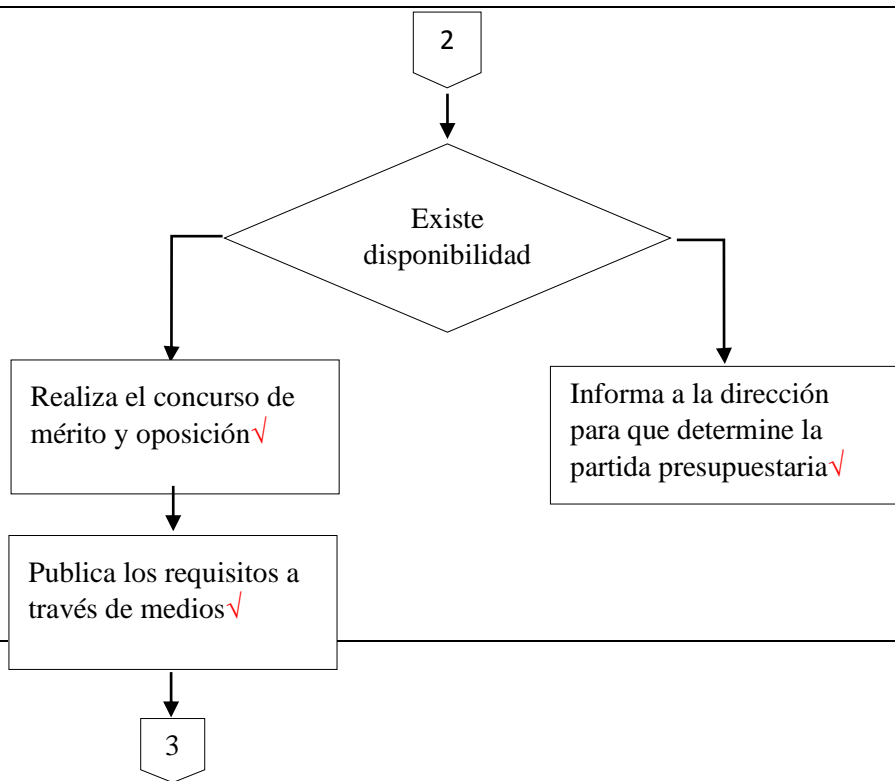 2
Existe
disponibilidad
Realiza el concurso de
mérito y oposición√
Informa a la dirección
para que determine la
partida presupuestaria√
Publica los requisitos a
través de medios√
3